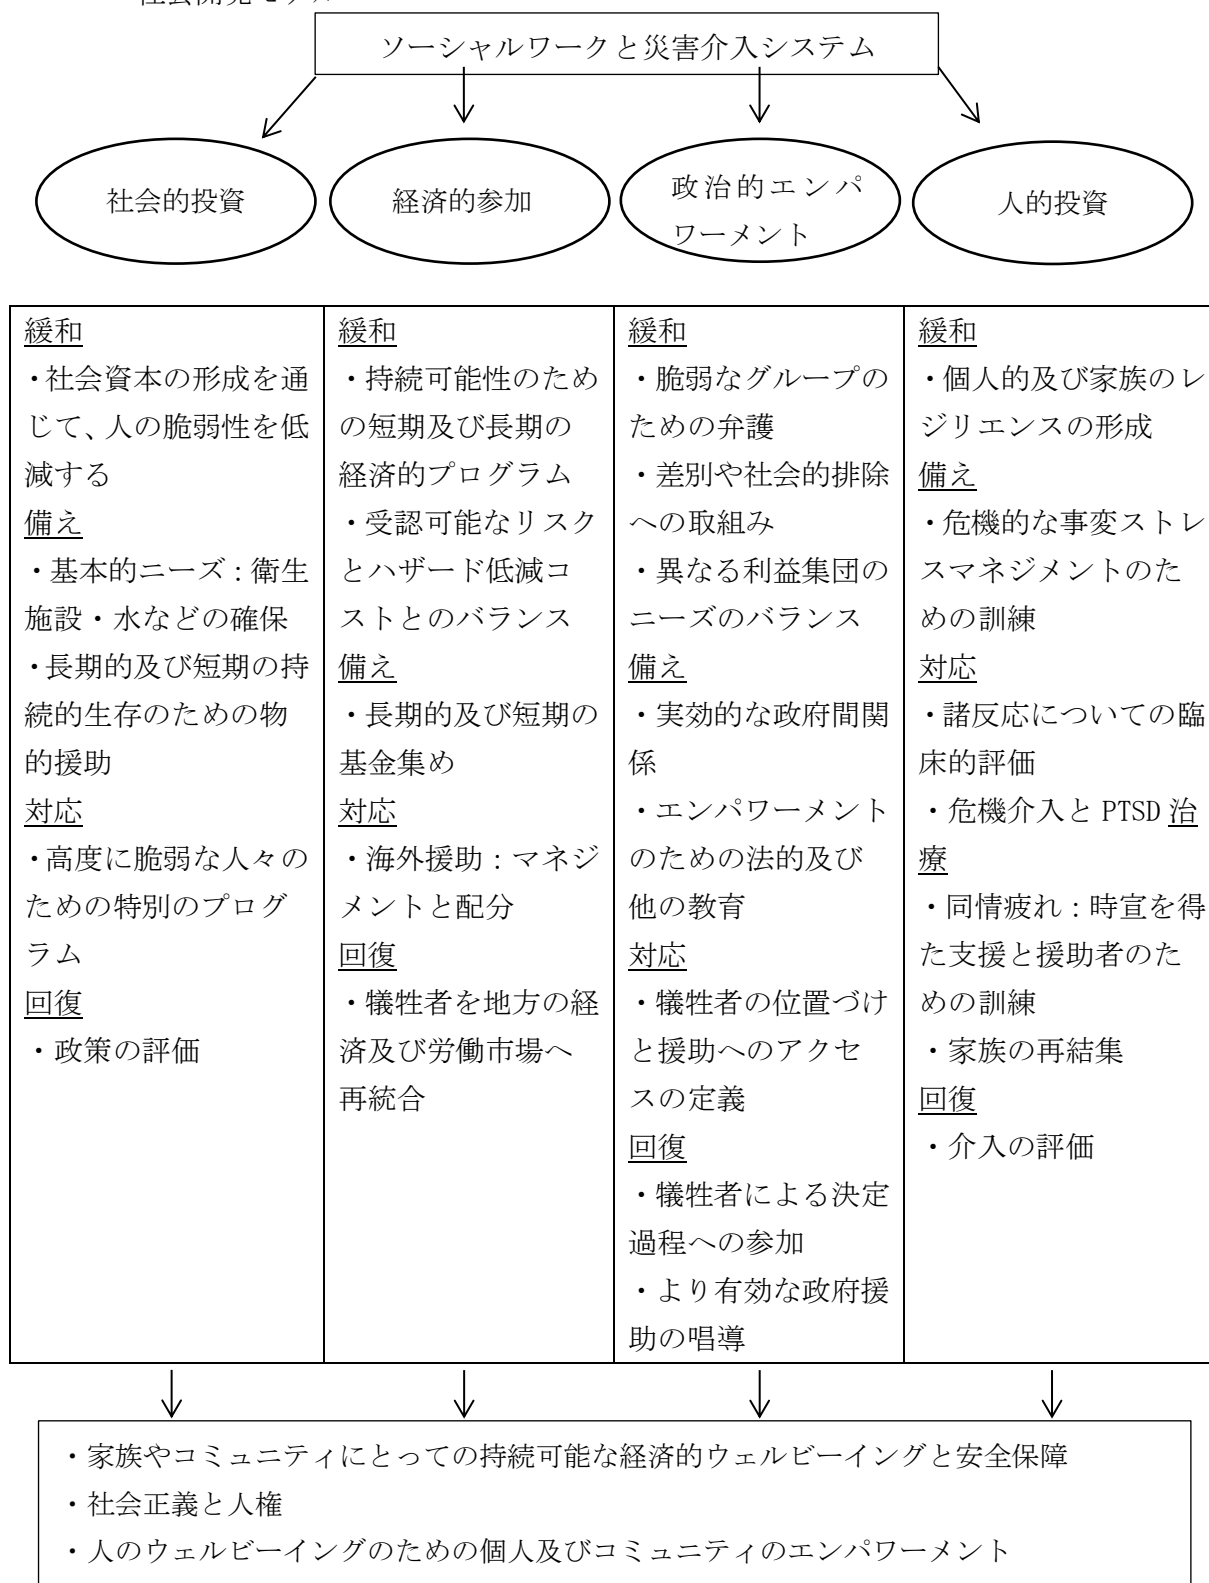 社会開発モデル
ソーシャルワークと災害介入システム
社会的投資
経済的参加
政治的エンパ
ワーメント
人的投資
緩和
・社会資本の形成を通
じて、人の脆弱性を低
減する
備え
・基本的ニーズ：衛生
施設・水などの確保
・長期的及び短期の持
続的生存のための物
的援助
対応
・高度に脆弱な人々の
ための特別のプログ
ラム
回復
・政策の評価
緩和
・持続可能性のため
の短期及び長期の
経済的プログラム
・受認可能なリスク
とハザード低減コ
ストとのバランス
備え
・長期的及び短期の
基金集め
対応
・海外援助：マネジ
メントと配分
回復
・犠牲者を地方の経
済及び労働市場へ
再統合
緩和
・脆弱なグループの
ための弁護
・差別や社会的排除
への取組み
・異なる利益集団の
ニーズのバランス
備え
・実効的な政府間関
係
・エンパワーメント
のための法的及び
他の教育
対応
・犠牲者の位置づけ
と援助へのアクセ
スの定義
回復
・犠牲者による決定
過程への参加
・より有効な政府援
助の唱導
緩和
・個人的及び家族のレ
ジリエンスの形成
備え
・危機的な事変ストレ
スマネジメントのた
めの訓練
対応
・諸反応についての臨
床的評価
・危機介入と PTSD 治
療
・同情疲れ：時宜を得
た支援と援助者のた
めの訓練
・家族の再結集
回復
・介入の評価
・家族やコミュニティにとっての持続可能な経済的ウェルビーイングと安全保障
・社会正義と人権
・人のウェルビーイングのための個人及びコミュニティのエンパワーメント